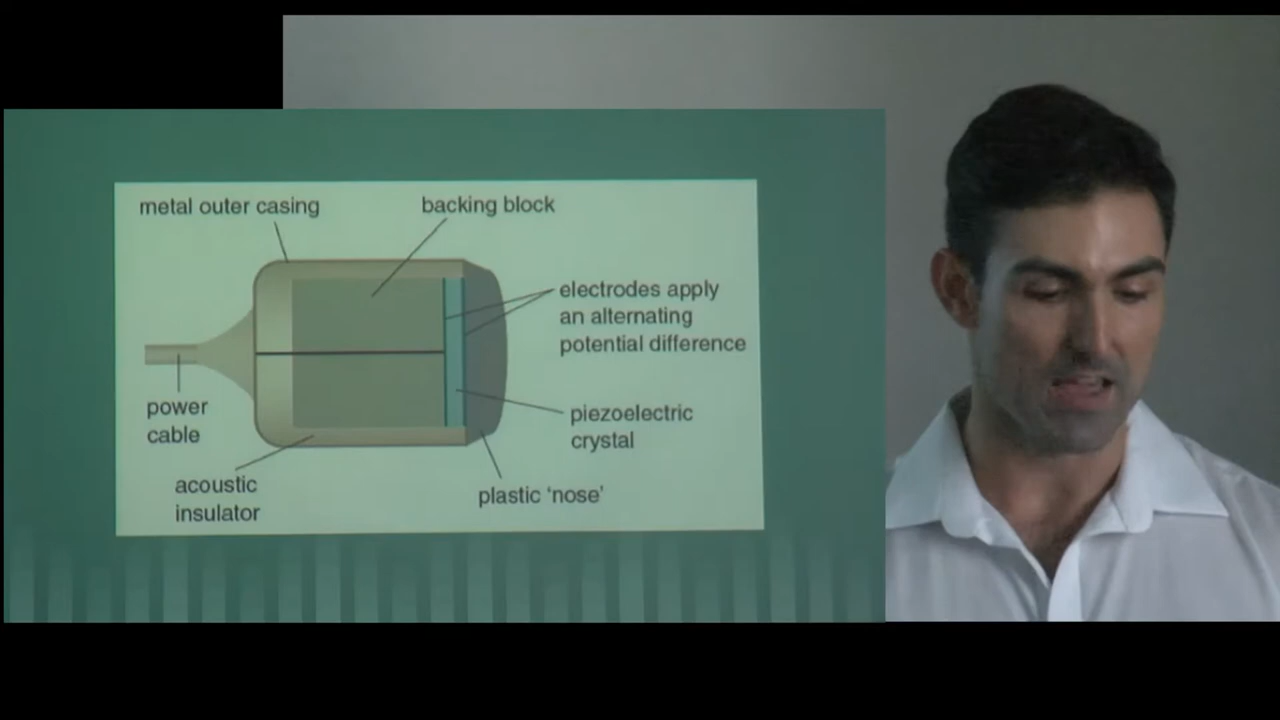 metal outer casing
backing block
electrodes apply
an alternating
potential difference
power
cable
piezoelectric
crystal
acoustic
insulator
plastic ‘nose’